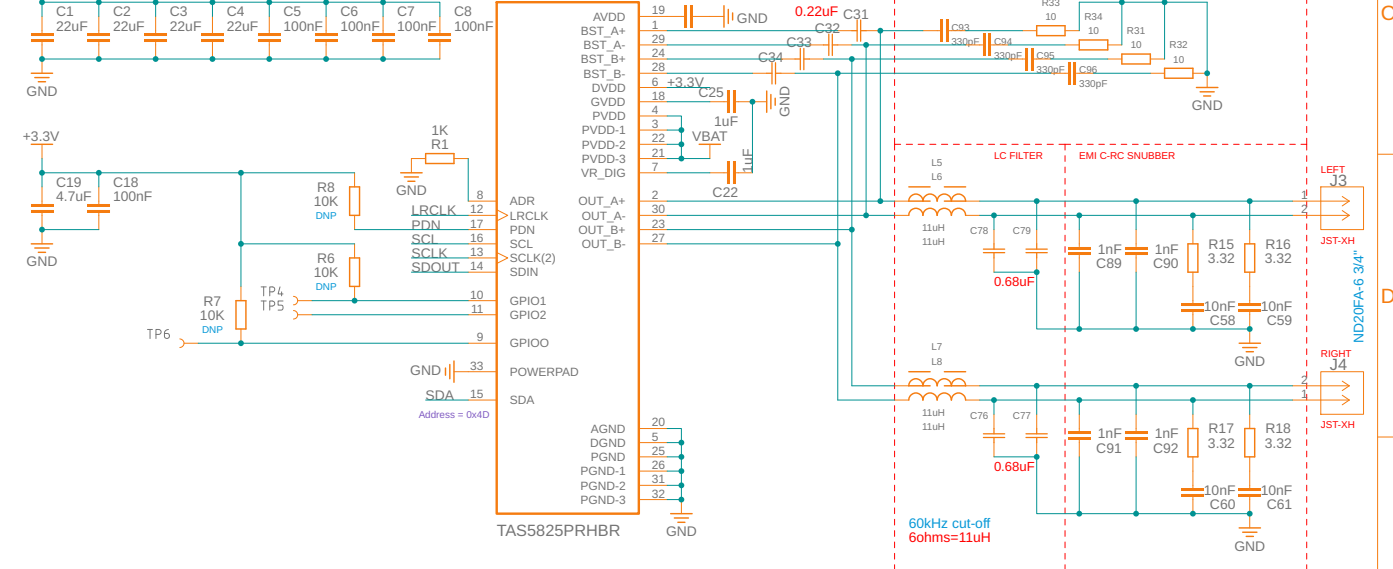 C1 C2 C3 C4 C5 C6 C7 C8
22uF 22uF 22uF 22uF 100nF 100nF 100nF 100nF
GND
+3.3V
C19 C18
4.7uF 100nF
GND
1K
R1
GND
R8
10K
DNP
R6
10K
DNP
R7
10K
DNP
TP4
TP5
TP6
LRCLK
PDN
SCL
SCLK
SDOUT
GND
SDA
Address = 0x4D
8 ADR
12 LRCLK
17 PDN
16 SCL
13 SCLK(2)
14 SDIN
10 GPIO1
11 GPIO2
9 GPIOO
33 POWERPAD
15 SDA
AVDD 19
BST_A+ 1
BST_A- 29
BST_B+ 24
BST_B- 28
DVDD 6
GVDD 18
PVDD 4
PVDD-1 3
PVDD-2 22
PVDD-3 21
VR_DIG 7
OUT_A+ 2
OUT_A- 30
OUT_B+ 23
OUT_B- 27
AGND 20
DGND 5
PGND 25
PGND-1 26
PGND-2 31
PGND-3 32
TAS5825PRHBR
GND
GND
0.22uF
C31
C32
C33
C34
+3.3V
C25
1uF
GND
VBAT
1uF
C22
C93
330pF
C94
330pF
C95
330pF
C96
330pF
R33
10
R34
10
R31
10
R32
10
GND
LC FILTER EMI C-RC SNUBBER
L5
L6
11uH
11uH
C78 C79
0.68uF
1nF
C89
1nF
C90
R15
3.32
R16
3.32
10nF
C58
10nF
C59
GND
LEFT
J3
1
2
JST-XH
ND20FA-6 3/4"
L7
L8
11uH
11uH
C76 C77
0.68uF
1nF
C91
1nF
C92
R17
3.32
R18
3.32
10nF
C60
10nF
C61
GND
RIGHT
J4
2
1
JST-XH
60kHz cut-off
6ohms=11uH
D